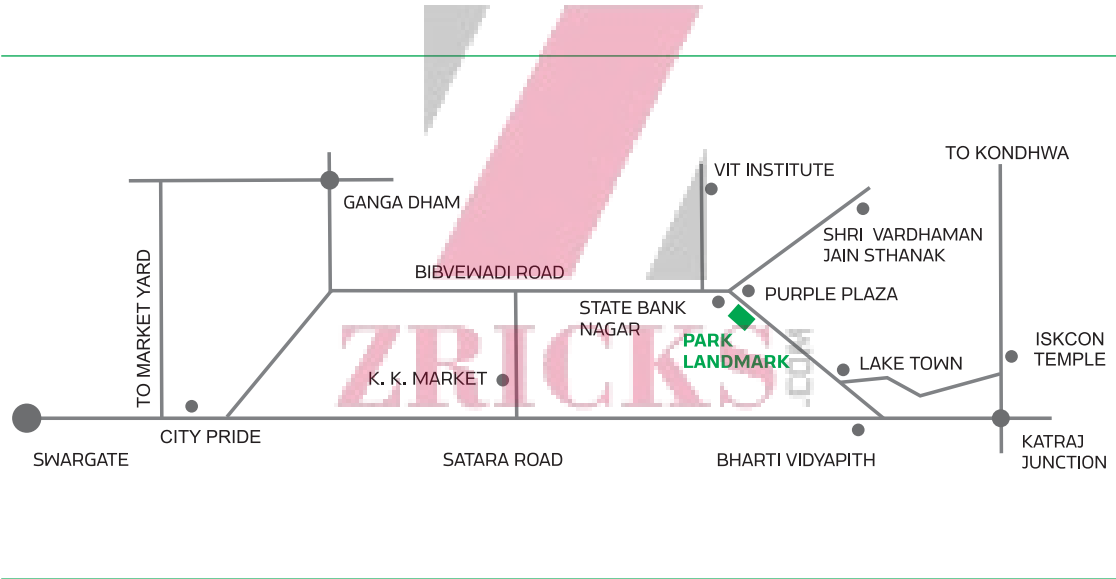 TO KONDHWA
VIT INSTITUTE
GANGA DHAM
SHRI VARDHAMAN
JAIN STHANAK
TO MARKET YARD
BIBVEWADI ROAD
STATE BANK
NAGAR
PURPLE PLAZA
PARK
LANDMARK
ISKCON
TEMPLE
LAKE TOWN
K. K. MARKET
ZRICKS
.COM
CITY PRIDE
SWARGATE
SATARA ROAD
BHARTI VIDYAPITH
KATRAJ
JUNCTION